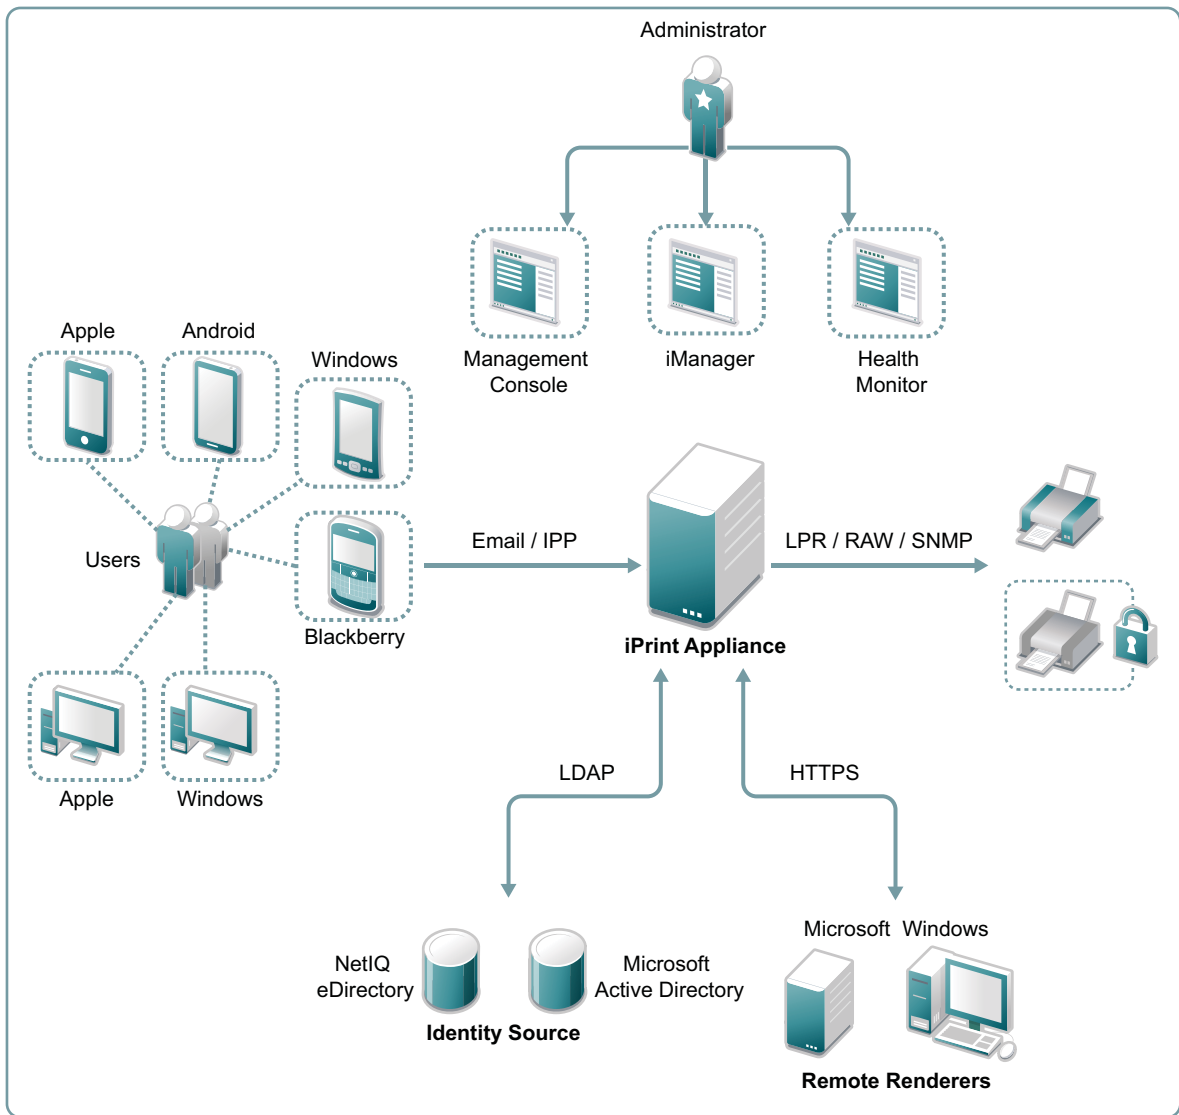 Administrator
Management
Console
iManager
Health
Monitor
Apple
Android
Windows
Users
Blackberry
Apple
Windows
Email / IPP
iPrint Appliance
LPR / RAW / SNMP
LDAP
HTTPS
NetIQ
eDirectory
Microsoft
Active Directory
Identity Source
Microsoft Windows
Remote Renderers